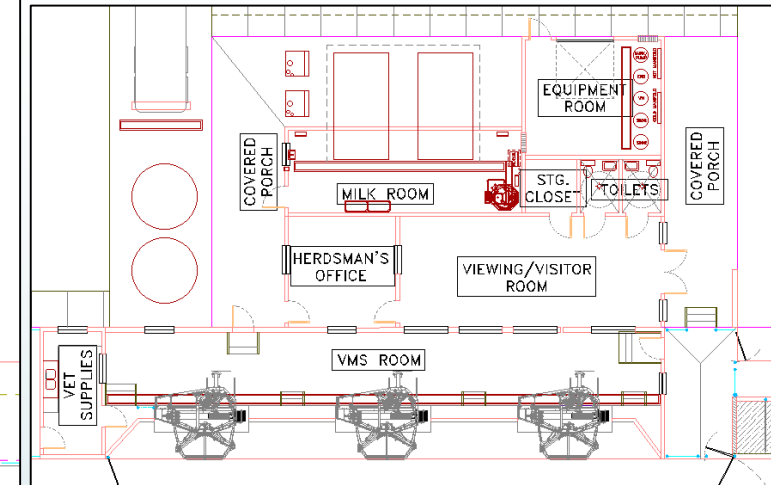 EQUIPMENT
ROOM
COVERED
PORCH
COVERED
PORCH
MILK ROOM
STG.
CLOSET
TOILETS
HERDSMAN'S
OFFICE
VIEWING/VISITOR
ROOM
VMS ROOM
VET
SUPPLIES